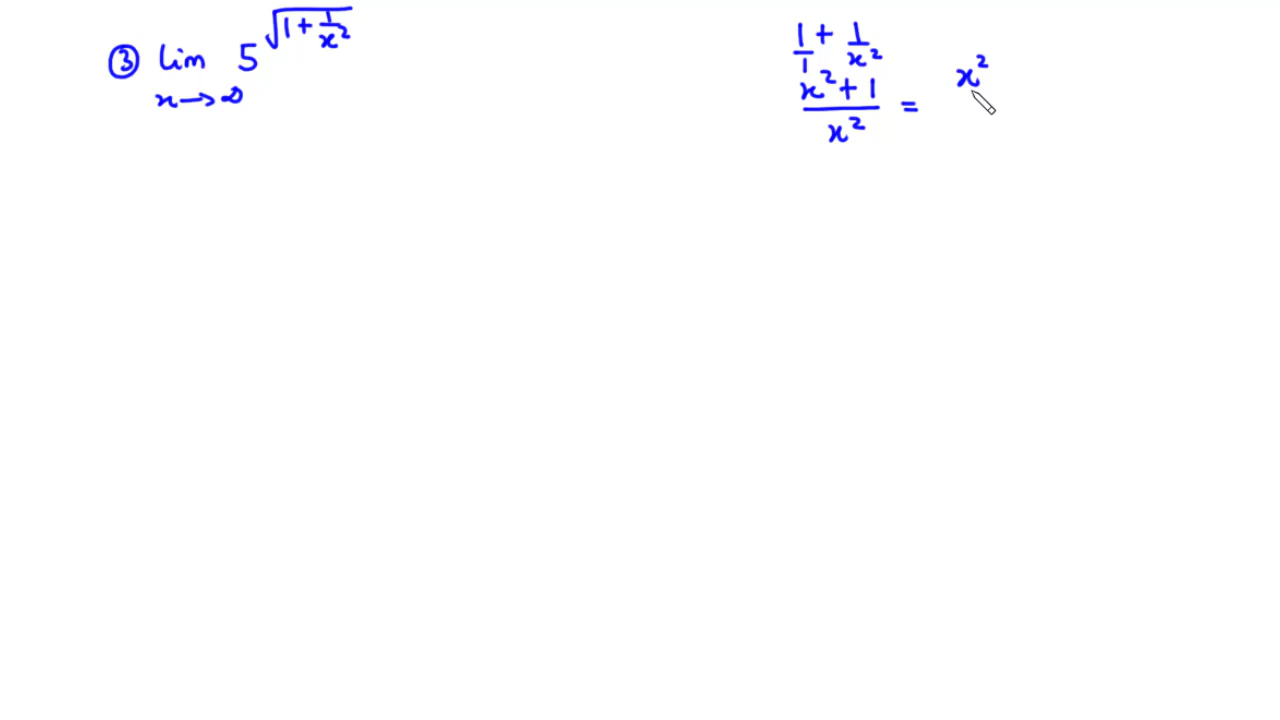 ③ lim 5^√(1 + 1/x²)
x → ∞
1/1 + 1/x²
(x² + 1)/x² = x²